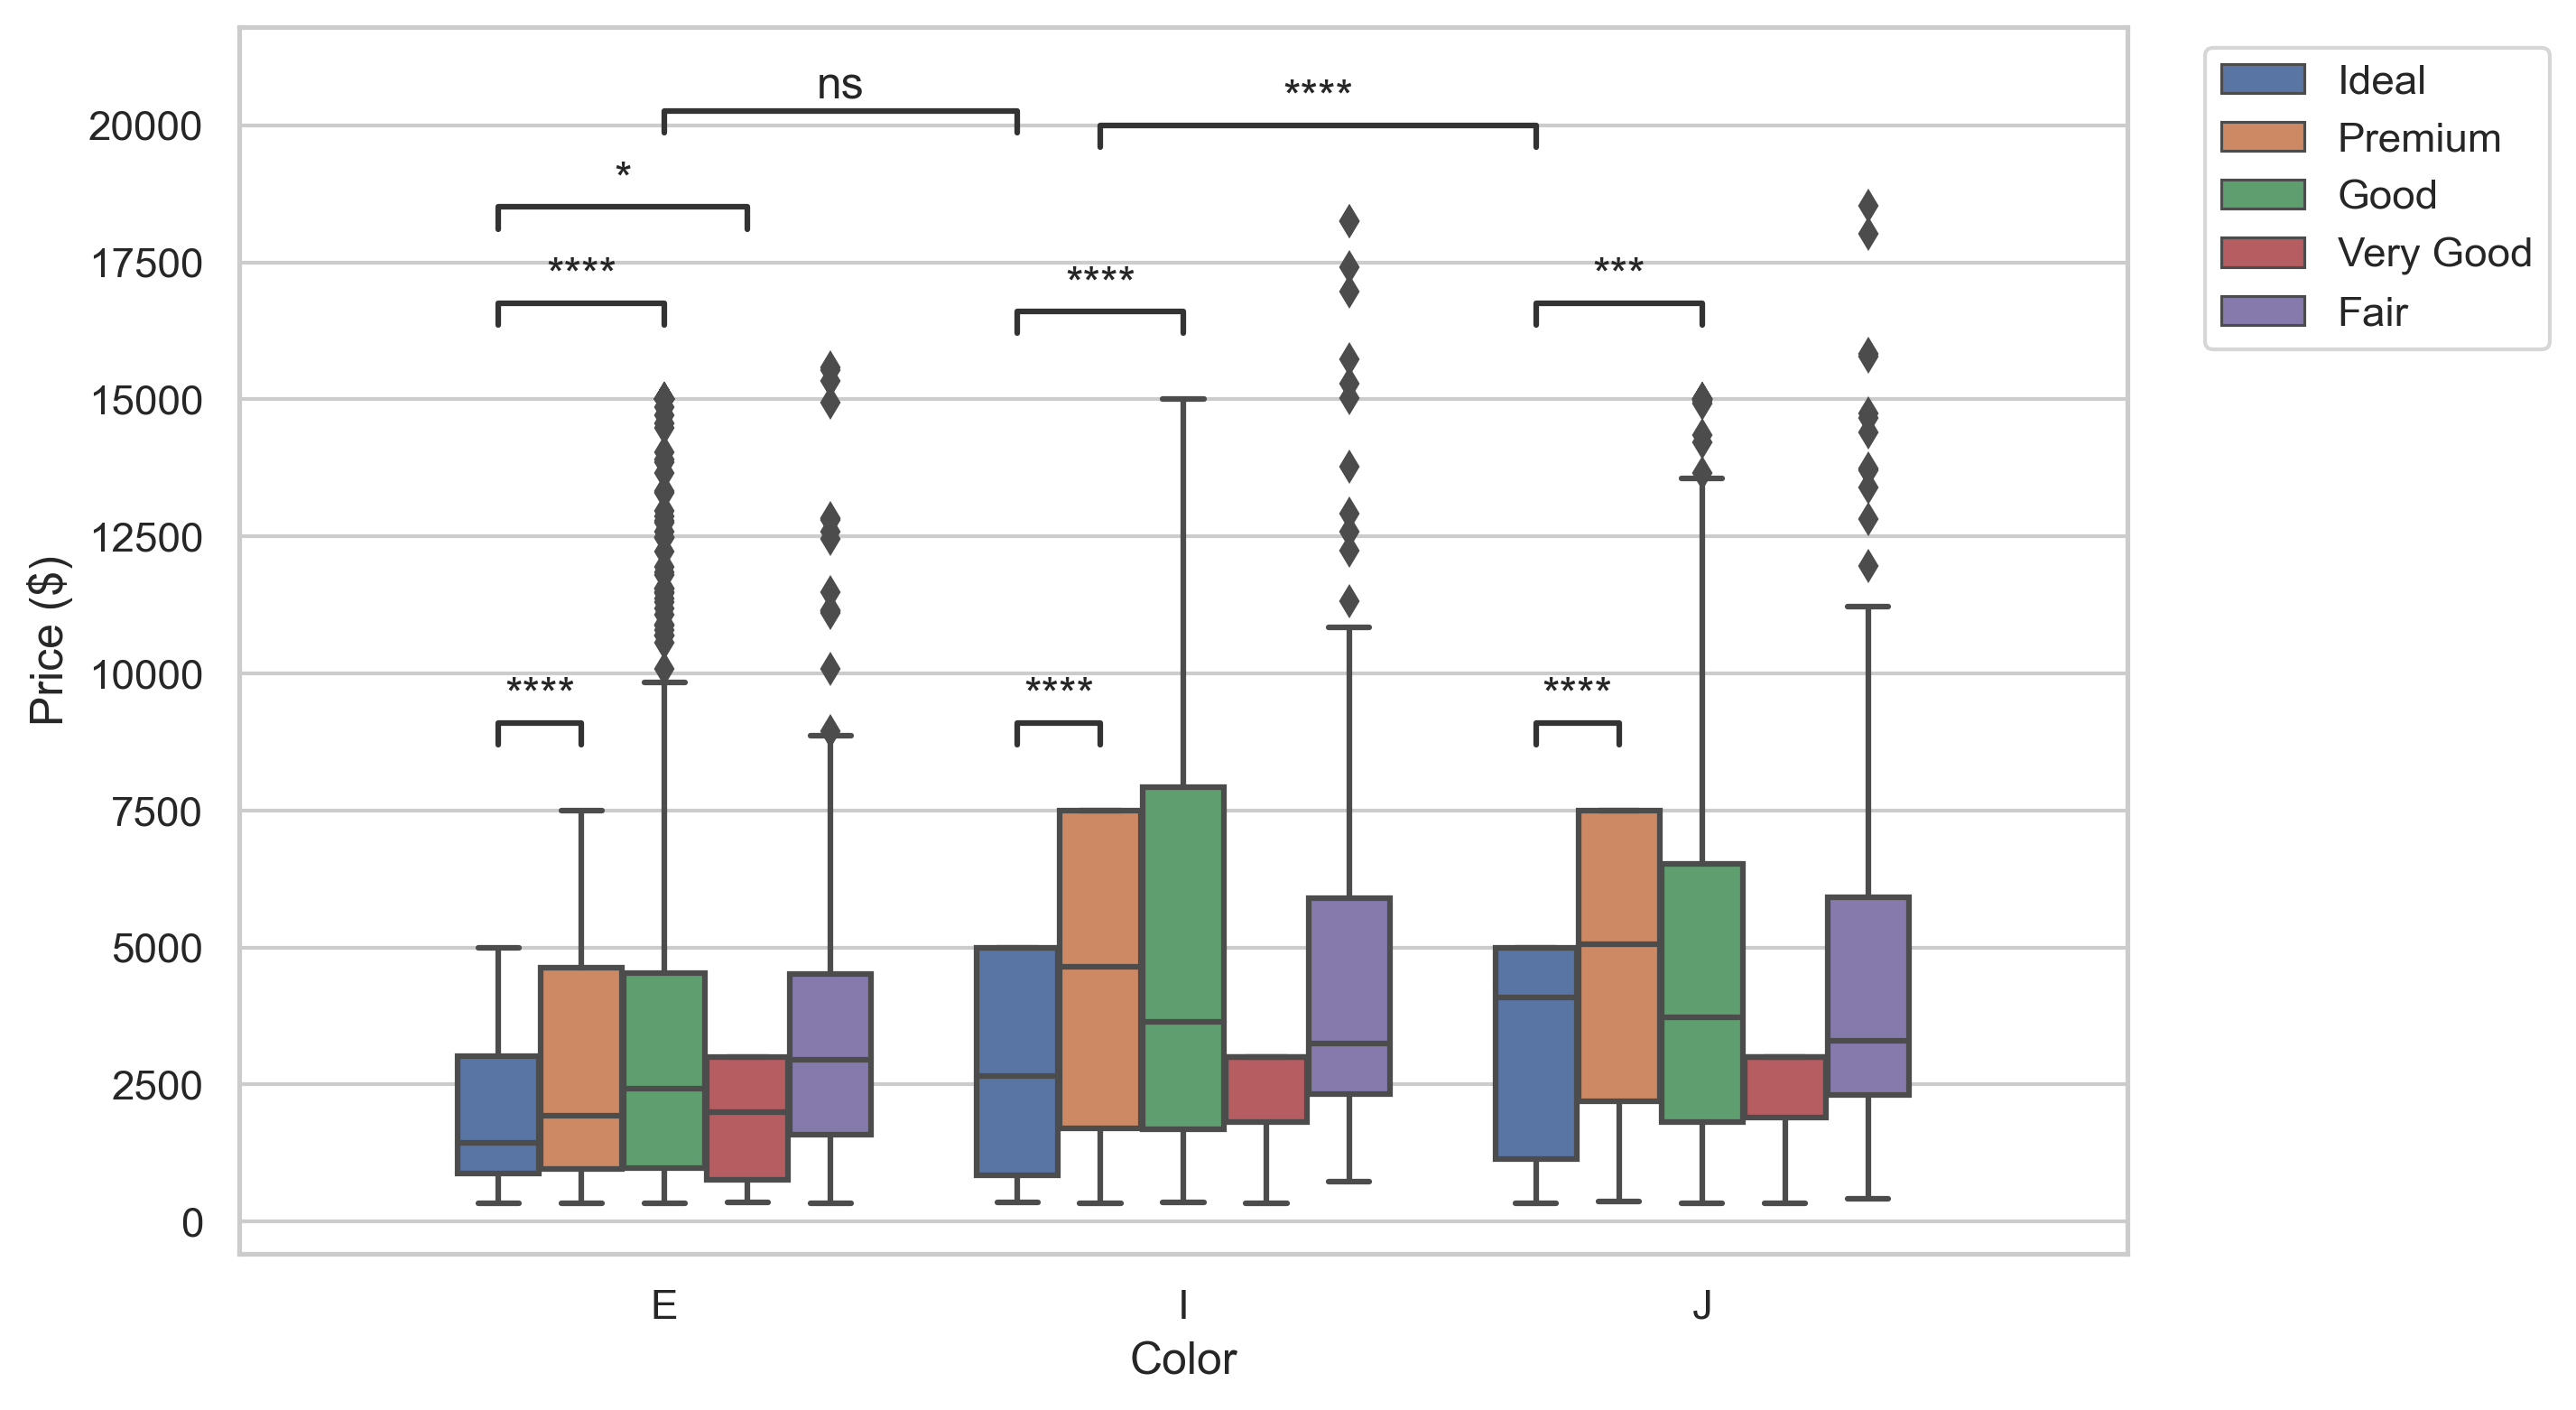 ns
****
20000
*
17500
****
****
***
15000
12500
10000
****
****
****
7500
5000
2500
0
Price ($)
E
I
J
Color
Ideal
Premium
Good
Very Good
Fair